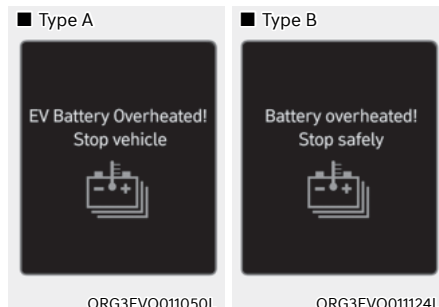 ■ Type A
EV Battery Overheated!
Stop vehicle
ORG3EVQ011050L
■ Type B
Battery overheated!
Stop safely
ORG3EVQ011124L